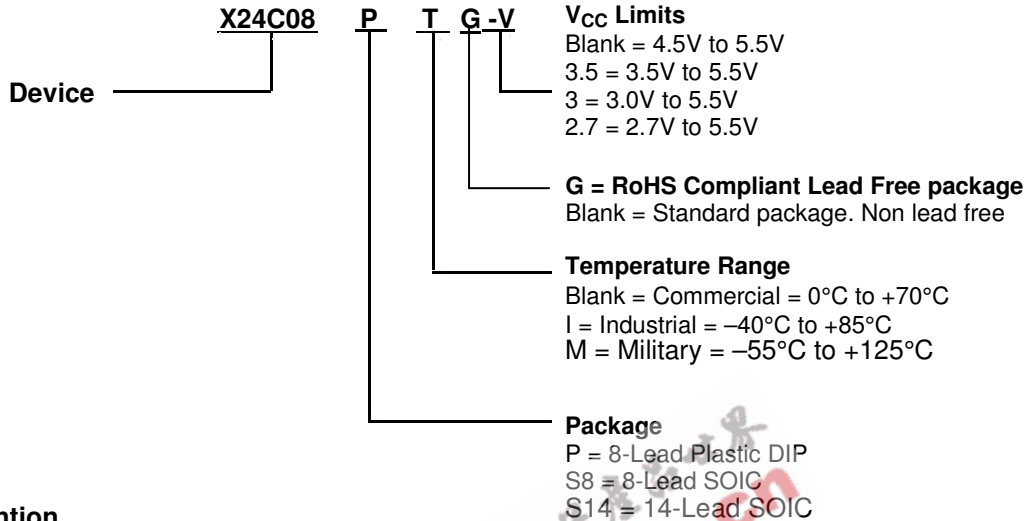 X24C08 P T G -V
Device
VCC Limits
Blank = 4.5V to 5.5V
3.5 = 3.5V to 5.5V
3 = 3.0V to 5.5V
2.7 = 2.7V to 5.5V
G = RoHS Compliant Lead Free package
Blank = Standard package. Non lead free
Temperature Range
Blank = Commercial = 0°C to +70°C
I = Industrial = –40°C to +85°C
M = Military = –55°C to +125°C
Package
P = 8-Lead Plastic DIP
S8 = 8-Lead SOIC
S14 = 14-Lead SOIC